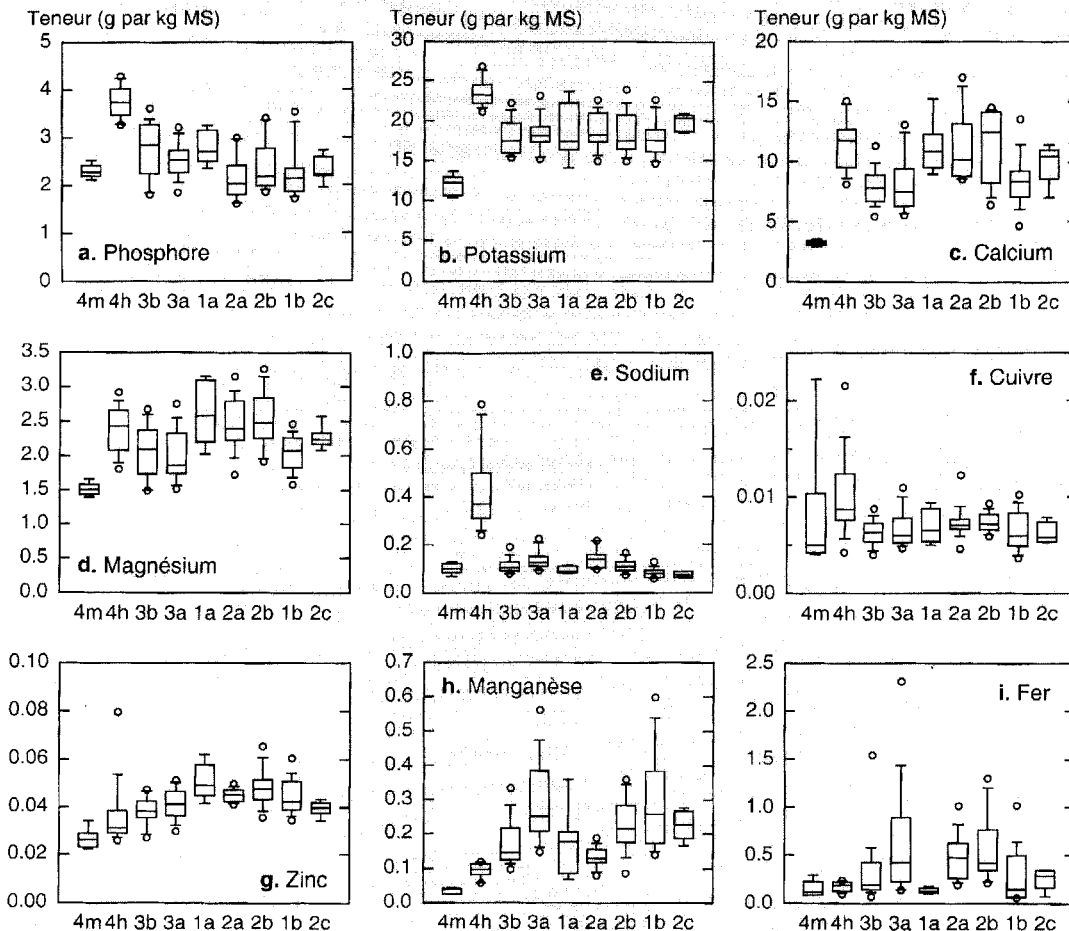 Teneur (g par kg MS) Teneur (g par kg MS) Teneur (g par kg MS)
5 4 3 2 1 0
a. Phosphore
4m 4h 3b 3a 1a 2a 2b 1b 2c
30 25 20 15 10 5 0
b. Potassium
4m 4h 3b 3a 1a 2a 2b 1b 2c
20 15 10 5 0
c. Calcium
4m 4h 3b 3a 1a 2a 2b 1b 2c
3.5 3.0 2.5 2.0 1.5 1.0 0.5 0.0
d. Magnésium
4m 4h 3b 3a 1a 2a 2b 1b 2c
1.0 0.8 0.6 0.4 0.2 0.0
e. Sodium
4m 4h 3b 3a 1a 2a 2b 1b 2c
0.02 0.01 0.00
f. Cuivre
4m 4h 3b 3a 1a 2a 2b 1b 2c
0.10 0.08 0.06 0.04 0.02 0.00
g. Zinc
4m 4h 3b 3a 1a 2a 2b 1b 2c
0.7 0.6 0.5 0.4 0.3 0.2 0.1 0.0
h. Manganèse
4m 4h 3b 3a 1a 2a 2b 1b 2c
2.5 2.0 1.5 1.0 0.5 0.0
i. Fer
4m 4h 3b 3a 1a 2a 2b 1b 2c